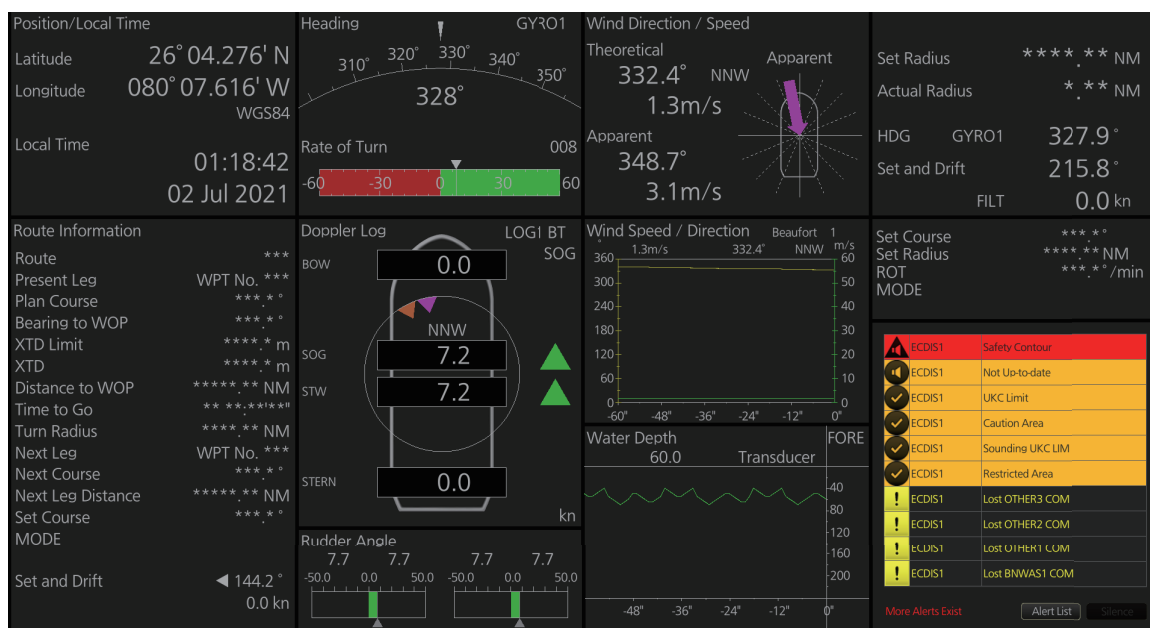 Position/Local Time
Latitude 26° 04.276' N
Longitude 080° 07.616' W
WGS84
Local Time
01:18:42
02 Jul 2021
Heading GYRO1
310° 320° 330° 340° 350°
328°
Rate of Turn 008
-60 -30 0 30 60
Wind Direction / Speed
Theoretical
332.4° NNW
1.3m/s
Apparent
Apparent
348.7°
3.1m/s
Set Radius ****.** NM
Actual Radius *.** NM
HDG GYRO1 327.9°
Set and Drift 215.8°
FILT 0.0 kn
Route Information
Route ***
Present Leg WPT No. ***
Plan Course ***.*°
Bearing to WOP ***.*°
XTD Limit ****.* m
XTD ****.* m
Distance to WOP *****.** NM
Time to Go ** **:**'**"
Turn Radius ****.** NM
Next Leg WPT No. ***
Next Course ***.*°
Next Leg Distance *****.** NM
Set Course ***.*°
MODE
Set and Drift ◀ 144.2°
0.0 kn
Doppler Log LOG1 BT
SOG
BOW 0.0
NNW
SOG 7.2
STW 7.2
STERN 0.0
kn
Rudder Angle
7.7 7.7 7.7 7.7
-50.0 0.0 50.0 -50.0 0.0 50.0
Wind Speed / Direction Beaufort 1
° 1.3m/s 332.4° NNW m/s
360 60
300 50
240 40
180 30
120 20
60 10
0 0
-60" -48" -36" -24" -12" 0"
Water Depth FORE
60.0 Transducer
40
80
120
160
200
-48" -36" -24" -12" 0"
Set Course ***.*°
Set Radius ****.** NM
ROT ***.*°/min
MODE
ECDIS1 Safety Contour
ECDIS1 Not Up-to-date
ECDIS1 UKC Limit
ECDIS1 Caution Area
ECDIS1 Sounding UKC LIM
ECDIS1 Restricted Area
! ECDIS1 Lost OTHER3 COM
! ECDIS1 Lost OTHER2 COM
! ECDIS1 Lost OTHER1 COM
! ECDIS1 Lost BNWAS1 COM
More Alerts Exist Alert List Silence